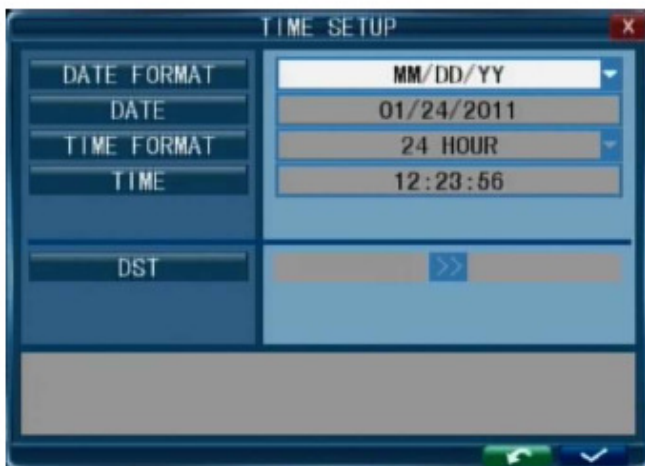 TIME SETUP
X
DATE FORMAT MM/DD/YY
DATE 01/24/2011
TIME FORMAT 24 HOUR
TIME 12:23:56
DST >>